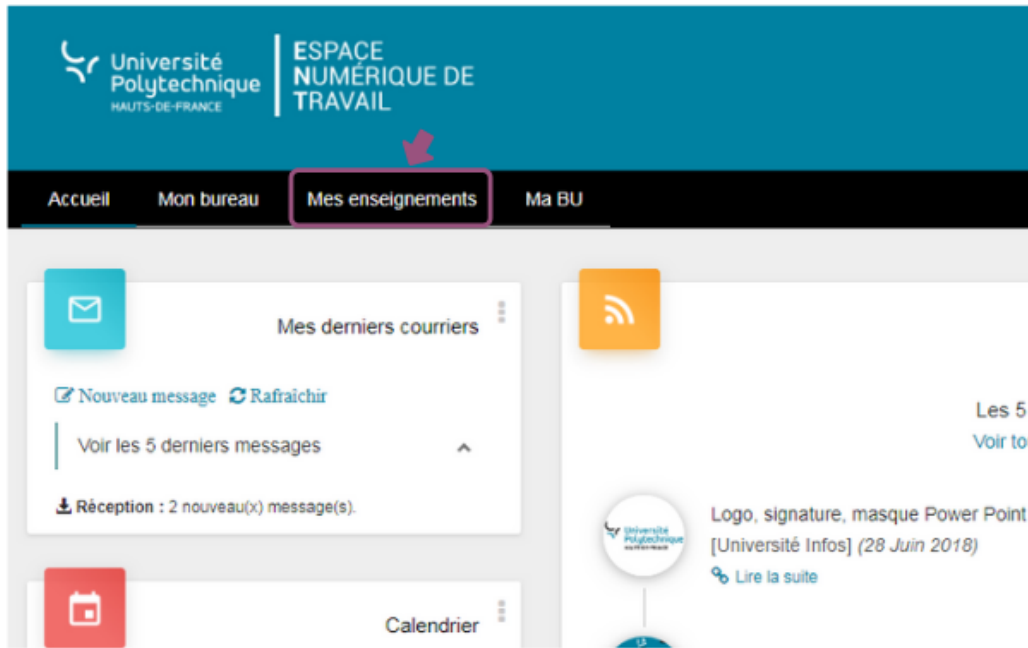 Université
Polytechnique
HAUTS-DE-FRANCE
ESPACE
NUMÉRIQUE DE
TRAVAIL
Accueil Mon bureau Mes enseignements Ma BU
Mes derniers courriers
Nouveau message Rafraîchir
Voir les 5 derniers messages
Réception : 2 nouveau(x) message(s).
Calendrier
Les 5
Voir to
Logo, signature, masque Power Point
[Université Infos] (28 Juin 2018)
Lire la suite
Université
Polytechnique